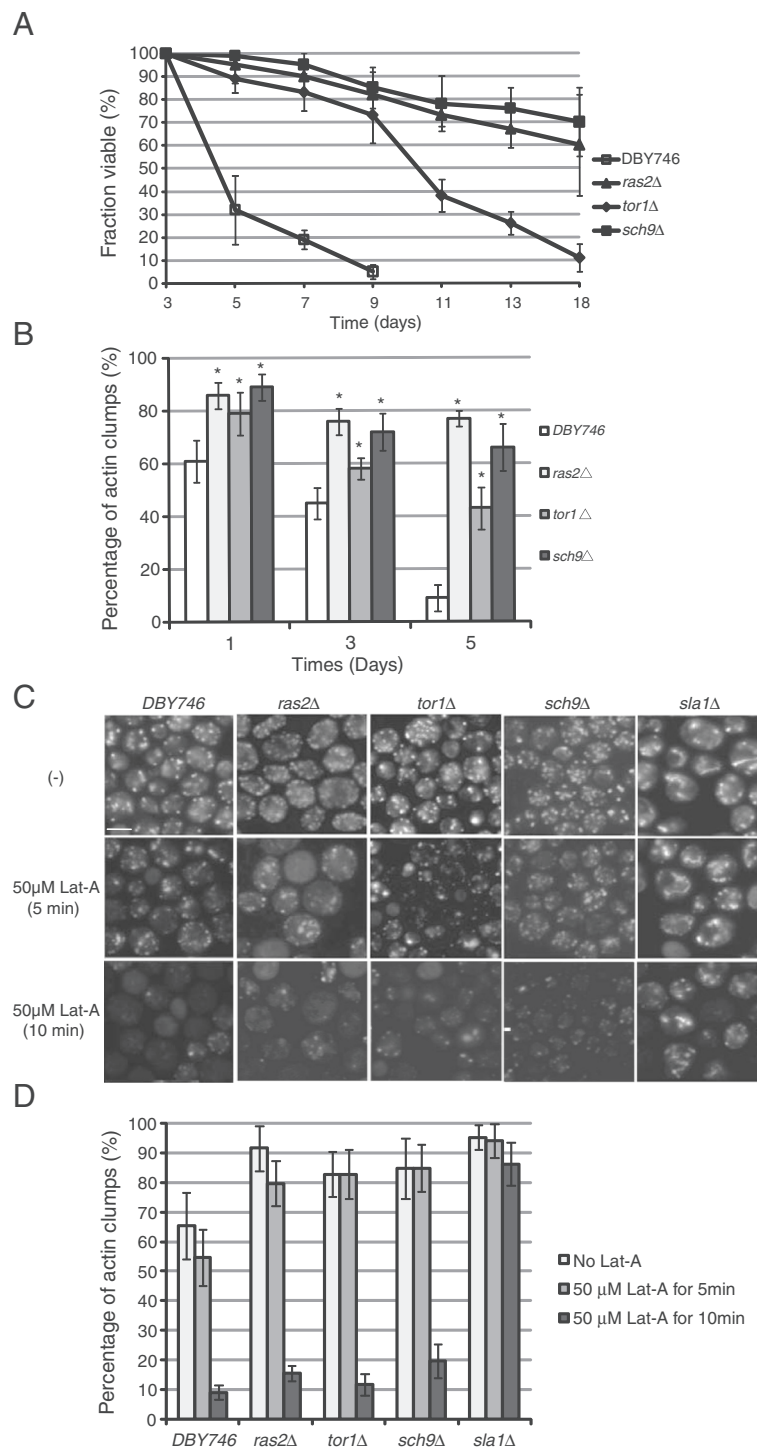 A
Fraction viable (%)
100
90
80
70
60
50
40
30
20
10
0
3 5 7 9 11 13 18
Time (days)
DBY746
ras2Δ
tor1Δ
sch9Δ
B
Percentage of actin clumps (%)
100
80
60
40
20
0
* * *
* * *
* * *
1 3 5
Times (Days)
DBY746
ras2△
tor1△
sch9△
C
DBY746 ras2Δ tor1Δ sch9Δ sla1Δ
(-)
50μM Lat-A
(5 min)
50μM Lat-A
(10 min)
D
Percentage of actin clumps (%)
100
90
80
70
60
50
40
30
20
10
0
DBY746 ras2Δ tor1Δ sch9Δ sla1Δ
No Lat-A
50 μM Lat-A for 5min
50 μM Lat-A for 10min